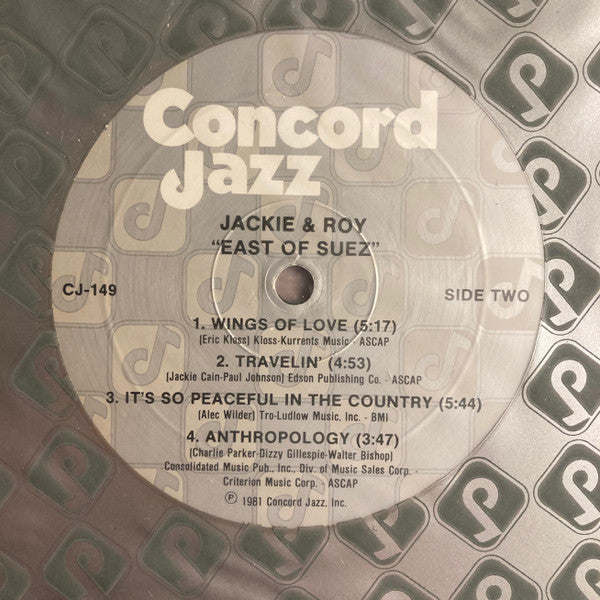 Concord
Jazz
JACKIE & ROY
"EAST OF SUEZ"
CJ-149
SIDE TWO
1. WINGS OF LOVE (5:17)
(Eric Kloss) Kloss-Kurrents Music - ASCAP
2. TRAVELIN' (4:53)
(Jackie Cain-Paul Johnson) Edson Publishing Co. - ASCAP
3. IT'S SO PEACEFUL IN THE COUNTRY (5:44)
(Alec Wilder) Tro-Ludlow Music, Inc. - BMI
4. ANTHROPOLOGY (3:47)
(Charlie Parker-Dizzy Gillespie-Walter Bishop)
Consolidated Music Pub., Inc., Div. of Music Sales Corp. -
Criterion Music Corp. - ASCAP
℗ 1981 Concord Jazz, Inc.